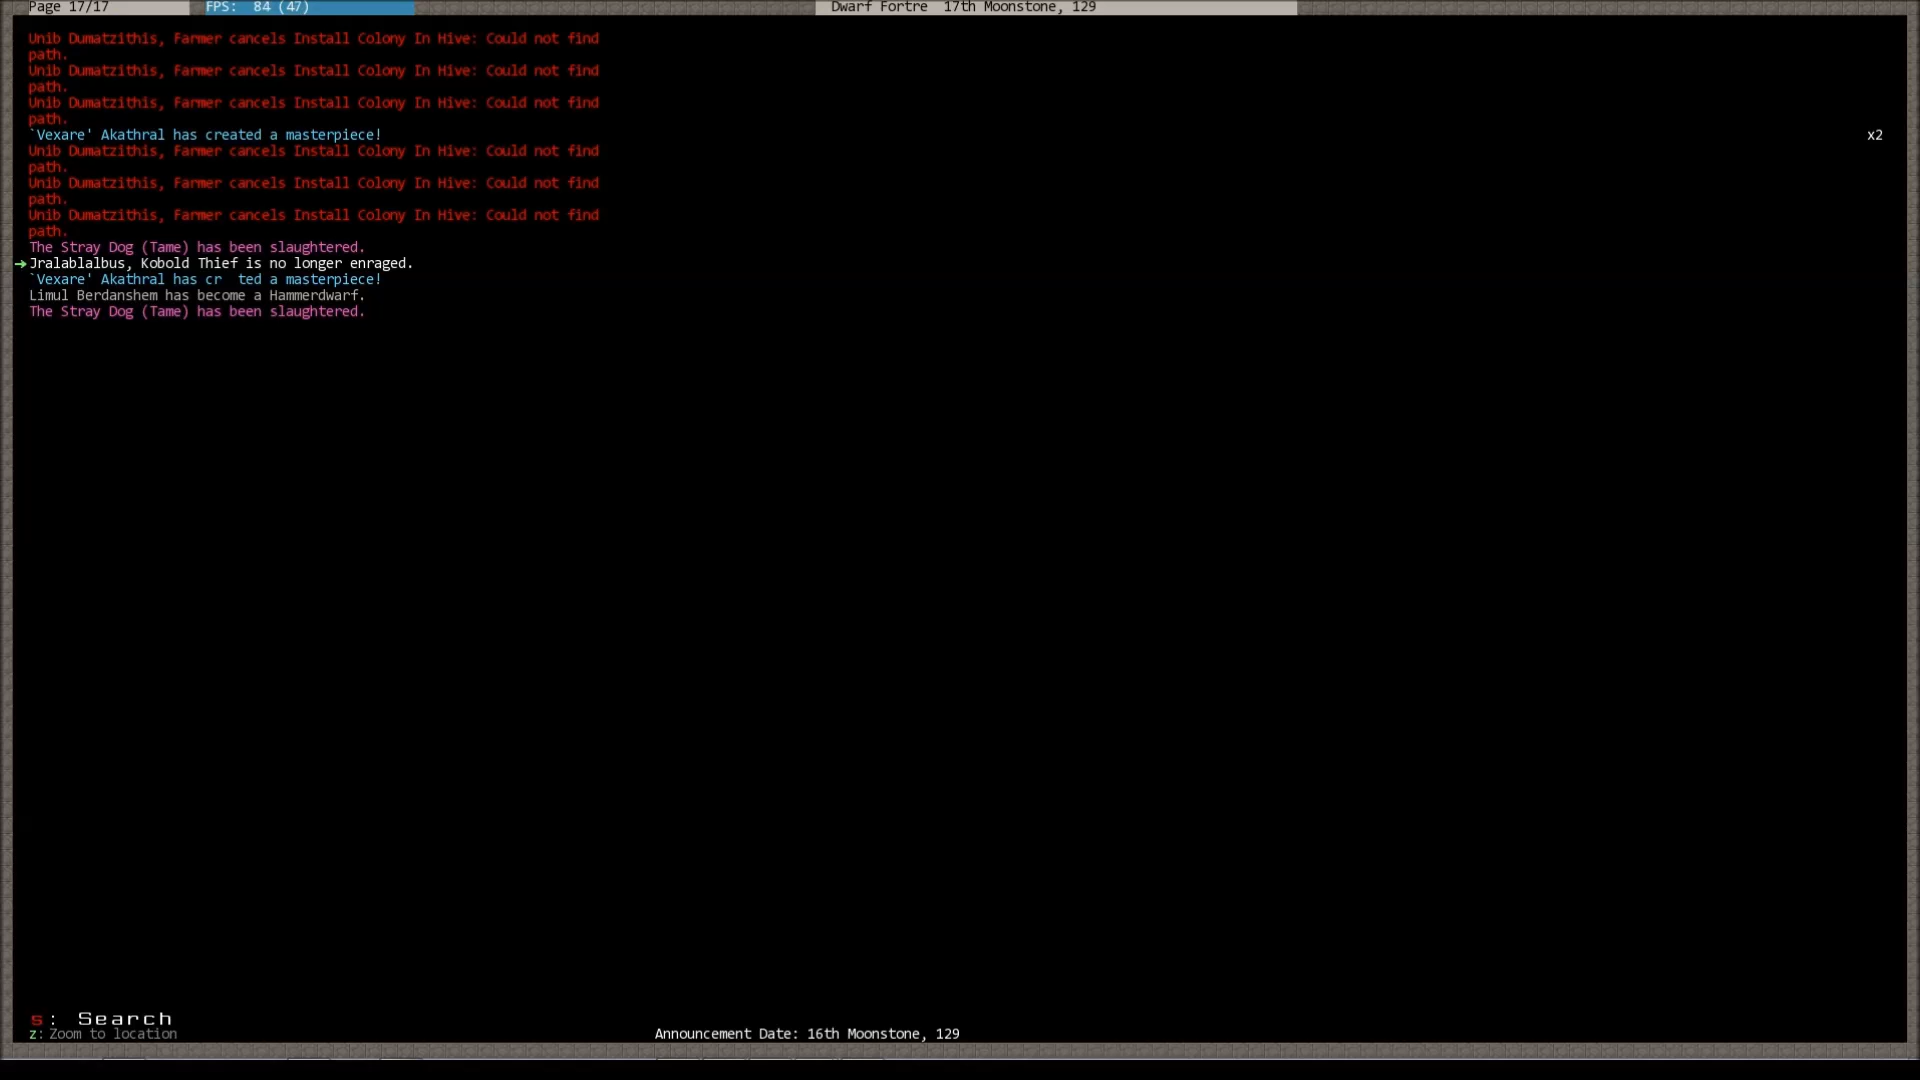 Page 17/17 FPS: 84 (47) Dwarf Fortre 17th Moonstone, 129
Unib Dumatzithis, Farmer cancels Install Colony In Hive: Could not find
path.
Unib Dumatzithis, Farmer cancels Install Colony In Hive: Could not find
path.
Unib Dumatzithis, Farmer cancels Install Colony In Hive: Could not find
path.
`Vexare' Akathral has created a masterpiece! x2
Unib Dumatzithis, Farmer cancels Install Colony In Hive: Could not find
path.
Unib Dumatzithis, Farmer cancels Install Colony In Hive: Could not find
path.
Unib Dumatzithis, Farmer cancels Install Colony In Hive: Could not find
path.
The Stray Dog (Tame) has been slaughtered.
Jralablalbus, Kobold Thief is no longer enraged.
`Vexare' Akathral has cr ted a masterpiece!
Limul Berdanshem has become a Hammerdwarf.
The Stray Dog (Tame) has been slaughtered.
s: Search
z: Zoom to location Announcement Date: 16th Moonstone, 129